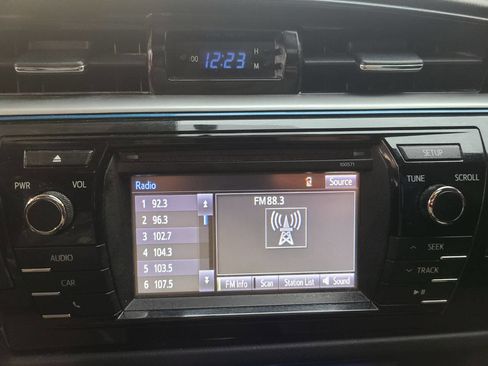 :00 12:23 H
M
100571
SETUP
PWR VOL
TUNE SCROLL
Radio Source
FM 88.3
1 92.3
2 96.3
3 102.7
4 104.3
5 103.5
6 107.5
FM Info Scan Station List Sound
AUDIO
CAR
SEEK
TRACK